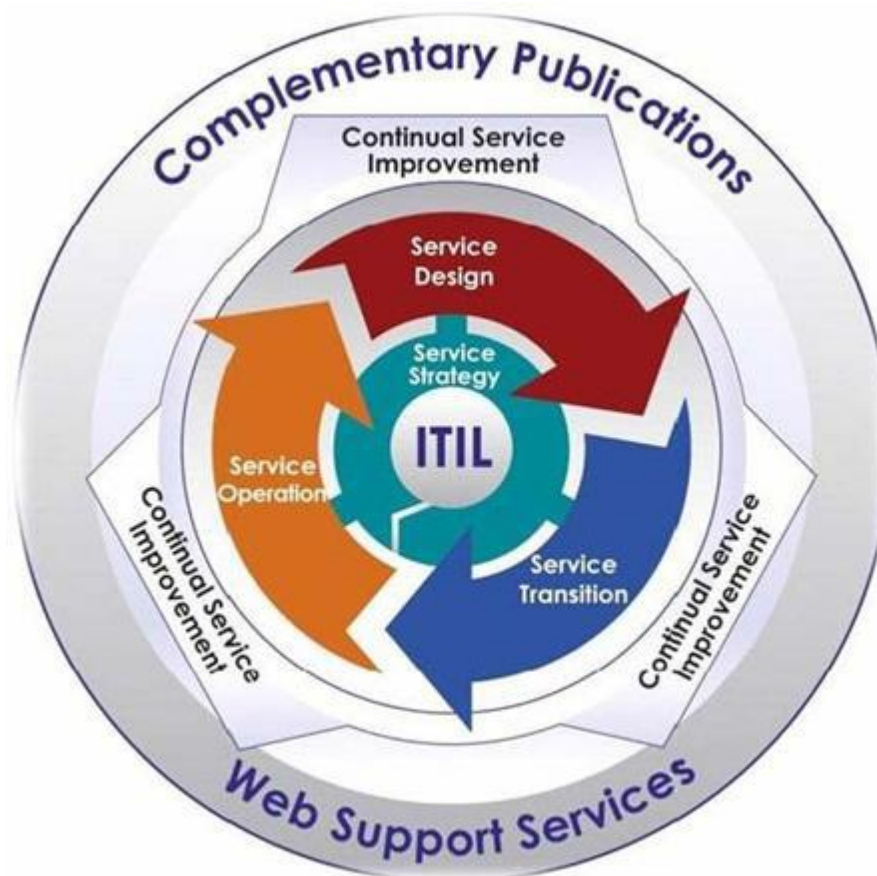 Complementary Publications
Continual Service
Improvement
Service
Design
Service
Strategy
ITIL
Service
Operation
Service
Transition
Continual Service
Improvement
Continual Service
Improvement
Web Support Services